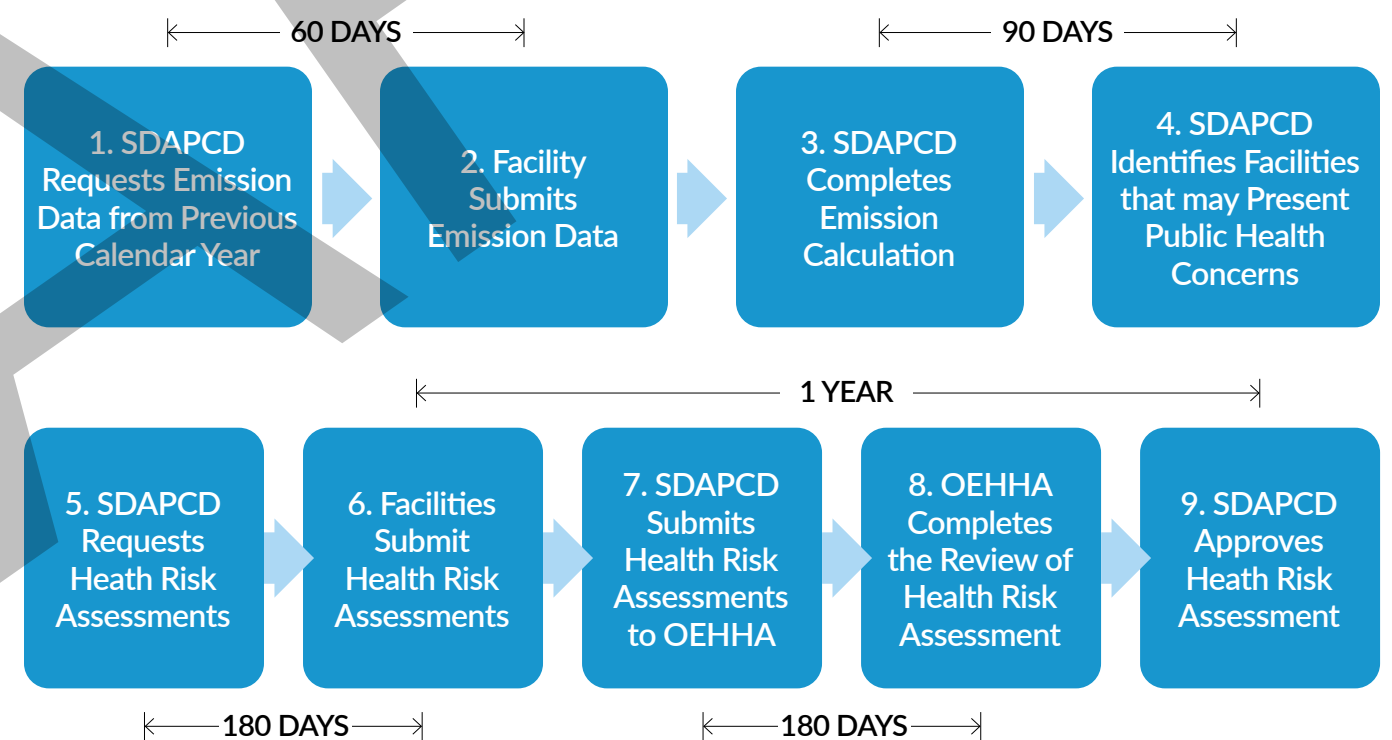 60 DAYS
90 DAYS
1. SDAPCD
Requests Emission
Data from Previous
Calendar Year
2. Facility
Submits
Emission Data
3. SDAPCD
Completes
Emission
Calculation
4. SDAPCD
Identifies Facilities
that may Present
Public Health
Concerns
1 YEAR
5. SDAPCD
Requests
Heath Risk
Assessments
6. Facilities
Submit
Health Risk
Assessments
7. SDAPCD
Submits
Health Risk
Assessments
to OEHHA
8. OEHHA
Completes
the Review of
Health Risk
Assessment
9. SDAPCD
Approves
Heath Risk
Assessment
180 DAYS
180 DAYS